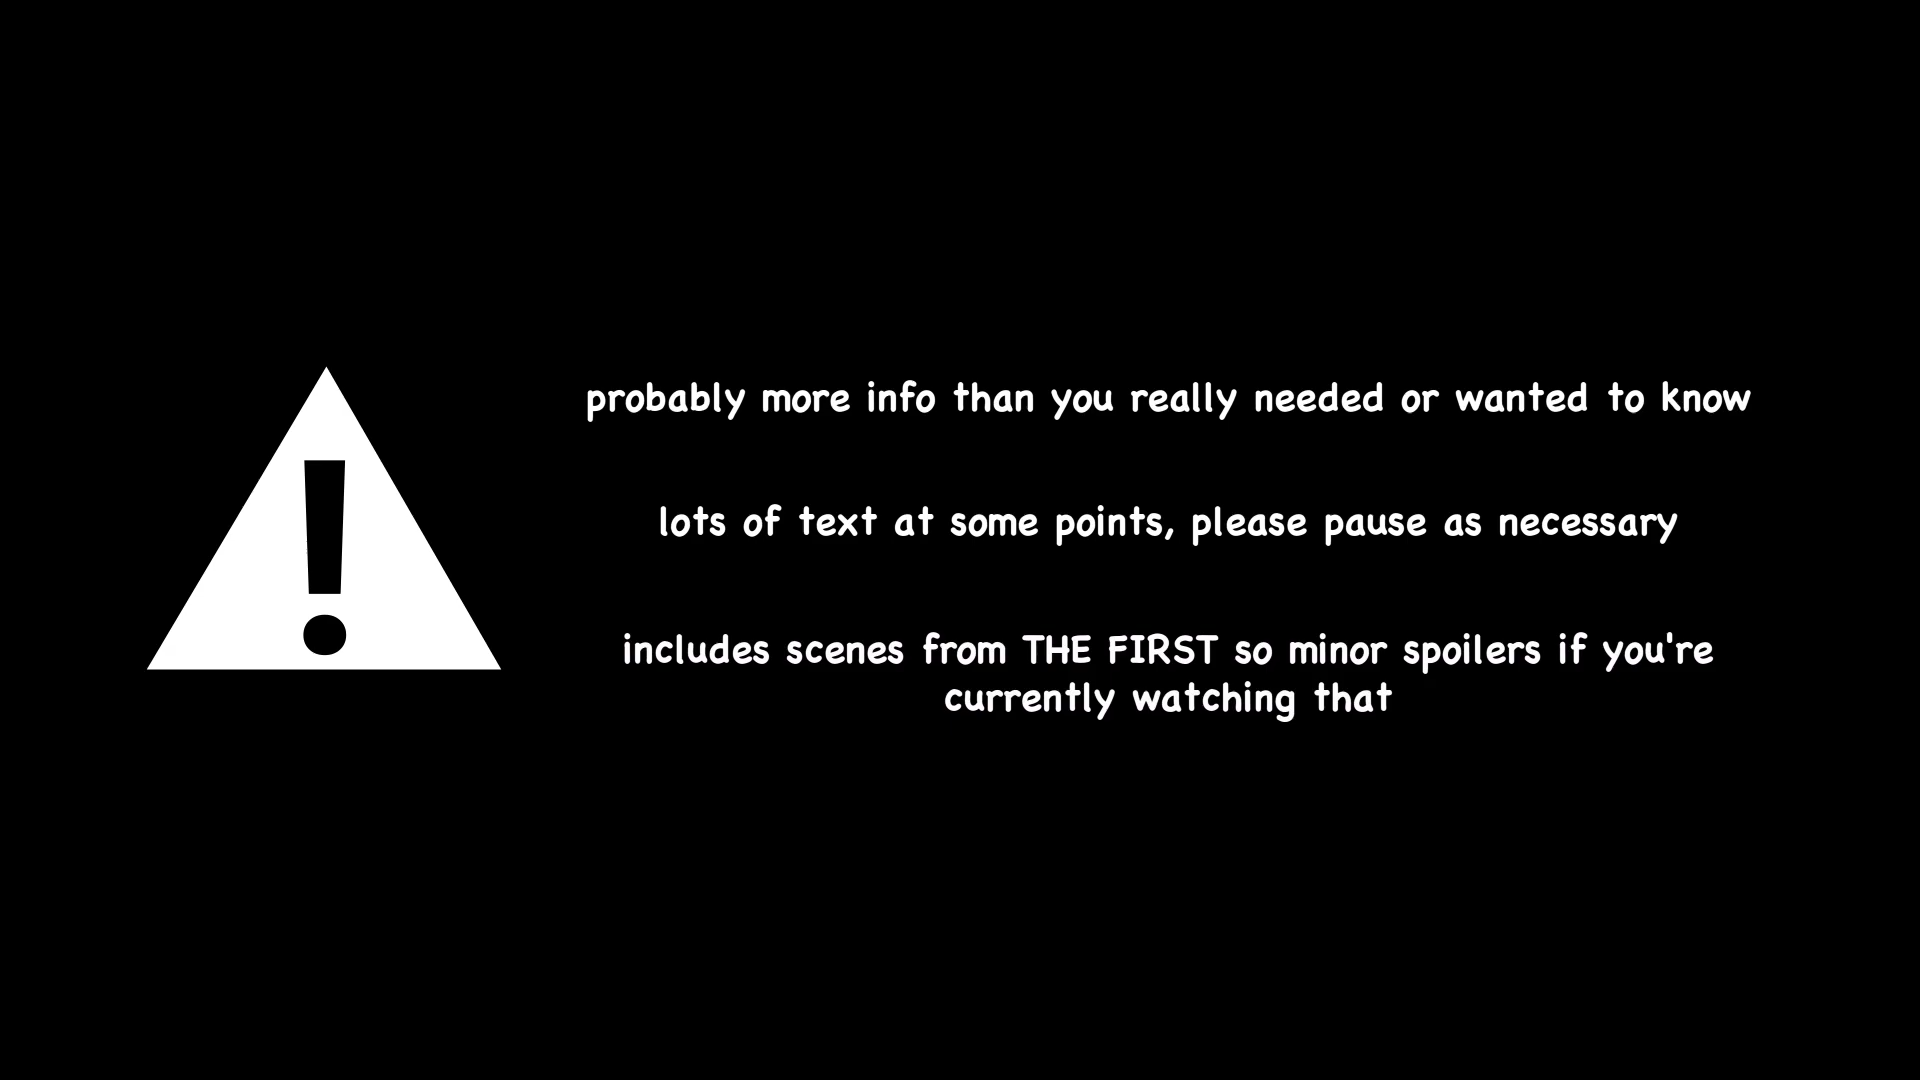 probably more info than you really needed or wanted to know
lots of text at some points, please pause as necessary
includes scenes from THE FIRST so minor spoilers if you're
currently watching that